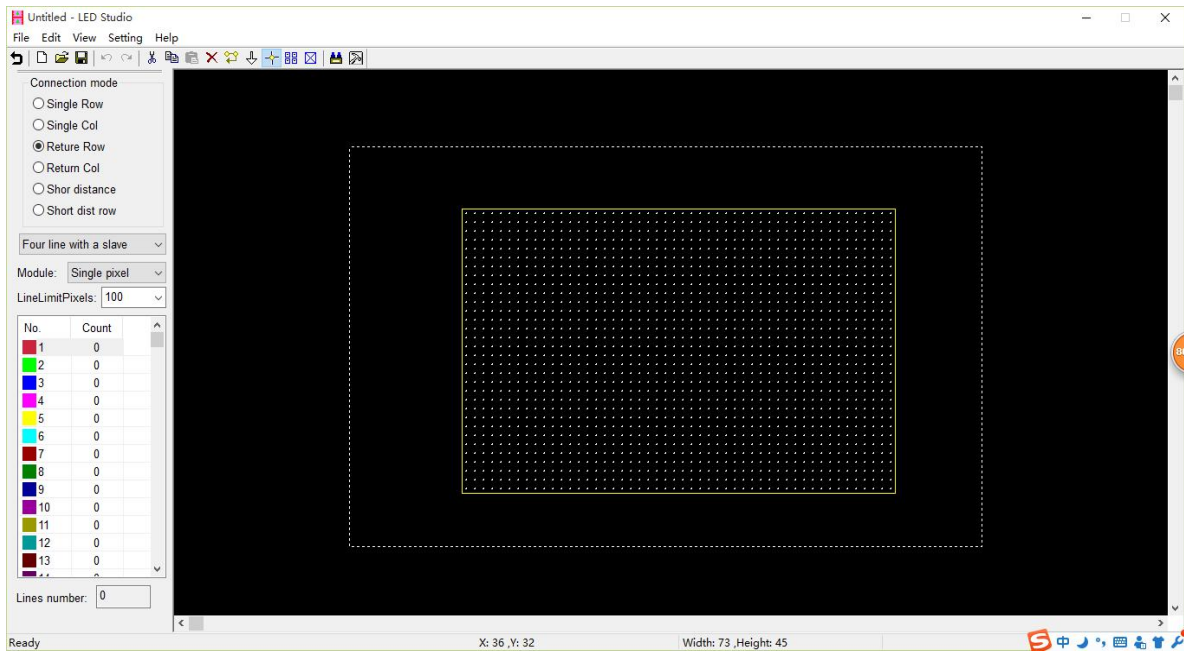 Untitled - LED Studio
File Edit View Setting Help
Connection mode
Single Row
Single Col
Reture Row
Return Col
Shor distance
Short dist row
Four line with a slave
Module: Single pixel
LineLimitPixels: 100
No. Count
1 0
2 0
3 0
4 0
5 0
6 0
7 0
8 0
9 0
10 0
11 0
12 0
13 0
Lines number: 0
Ready X: 36 ,Y: 32 Width: 73 ,Height: 45
S 中